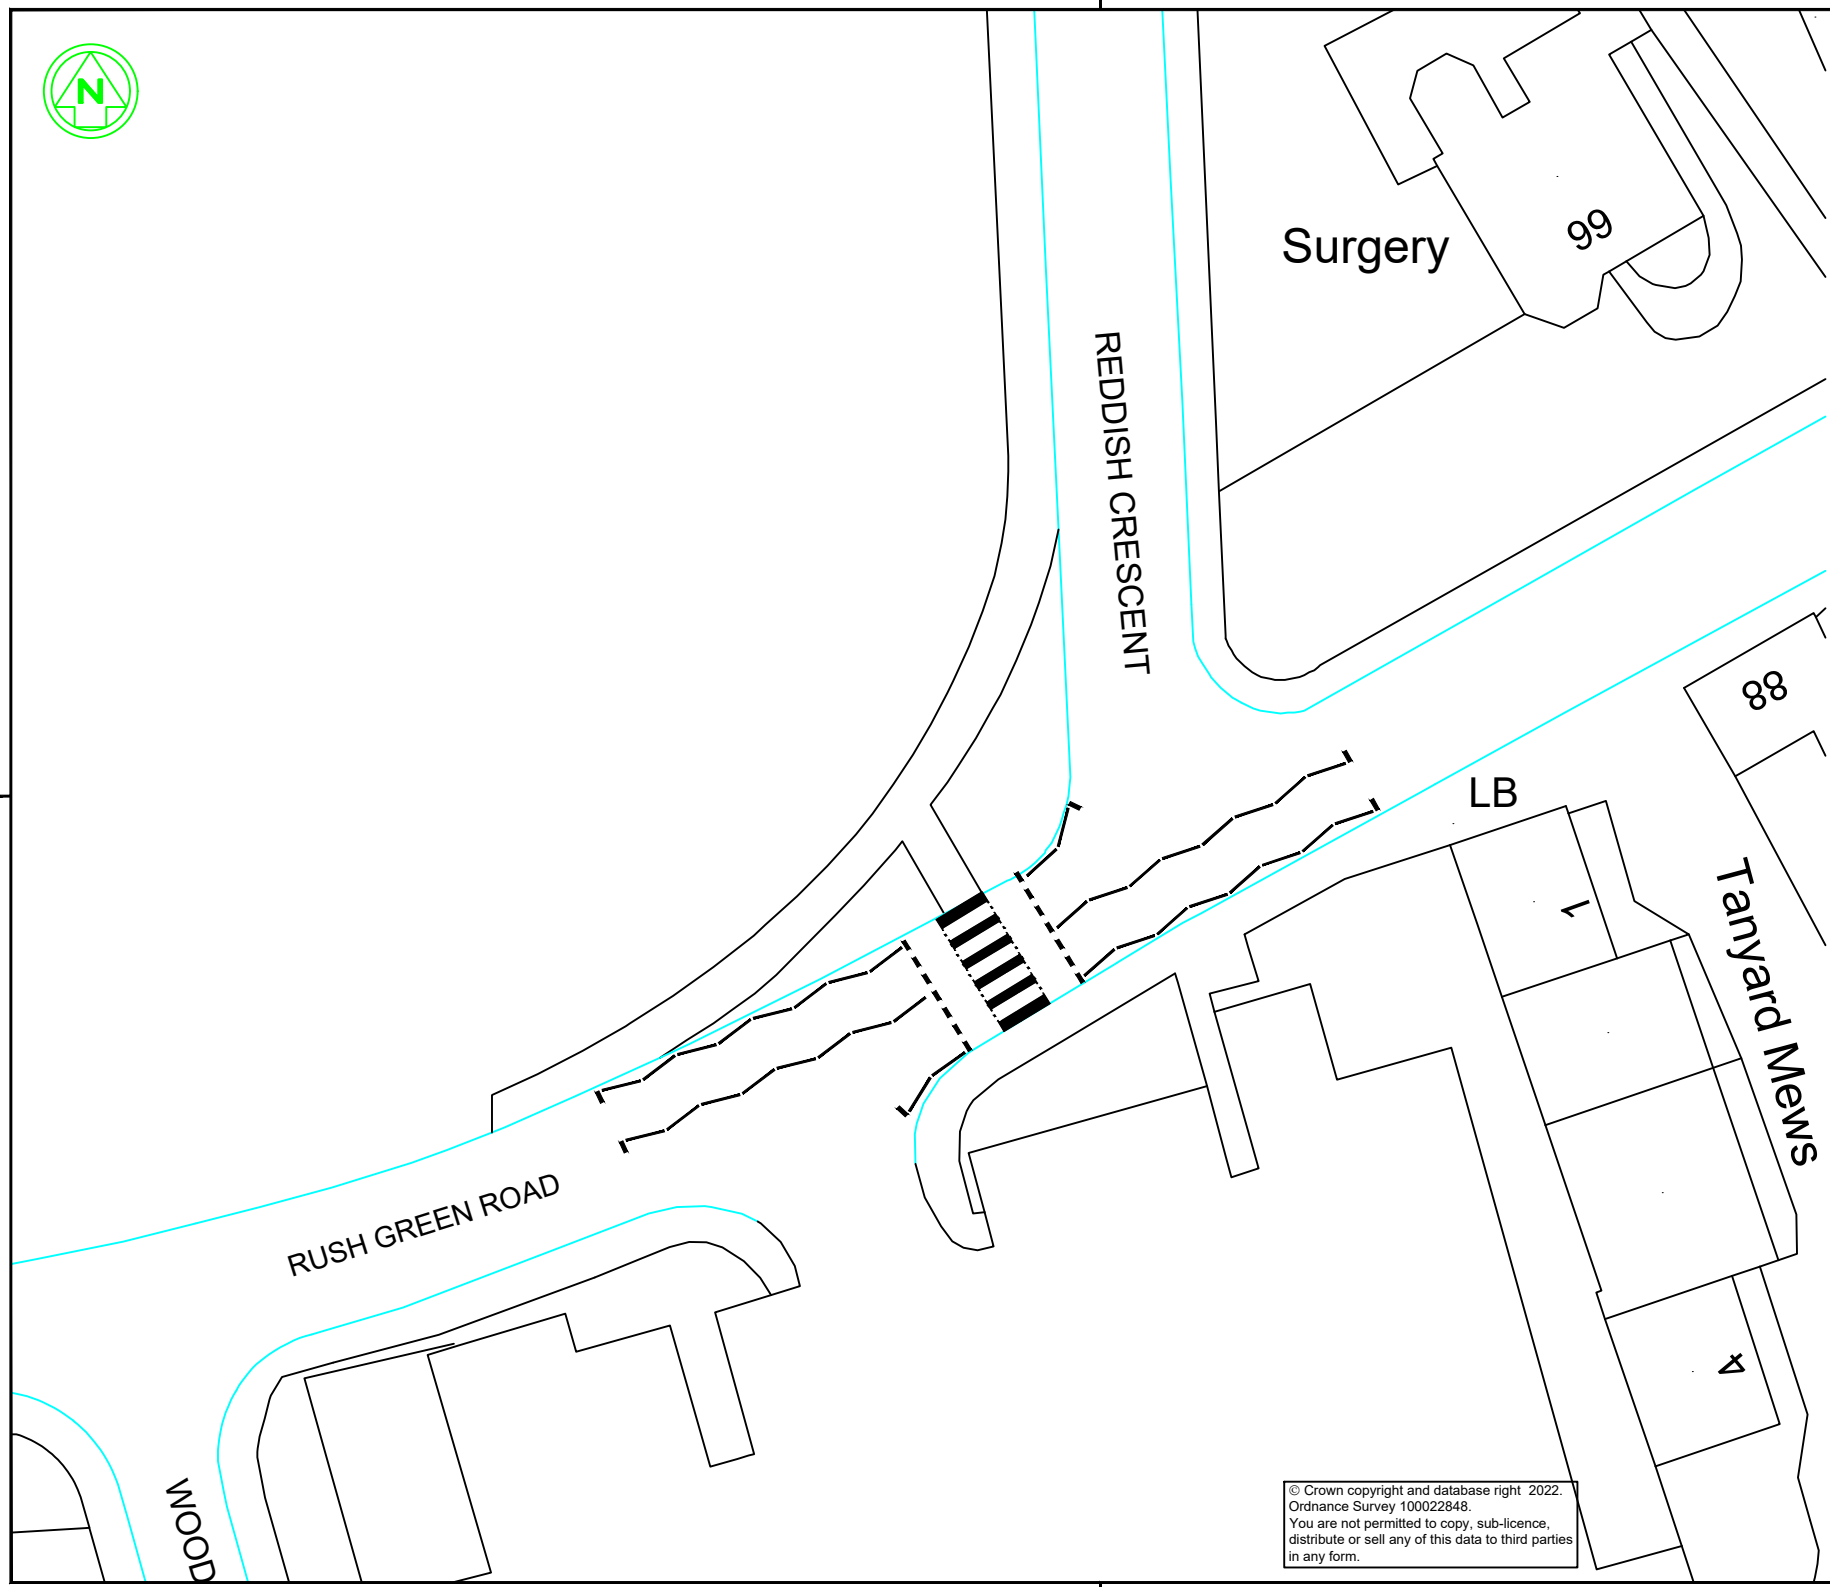 N
Surgery
99
REDDISH CRESCENT
88
LB
1
Tanyard Mews
RUSH GREEN ROAD
4
WOOD
© Crown copyright and database right 2022.
Ordnance Survey 100022848.
You are not permitted to copy, sub-licence,
distribute or sell any of this data to third parties
in any form.